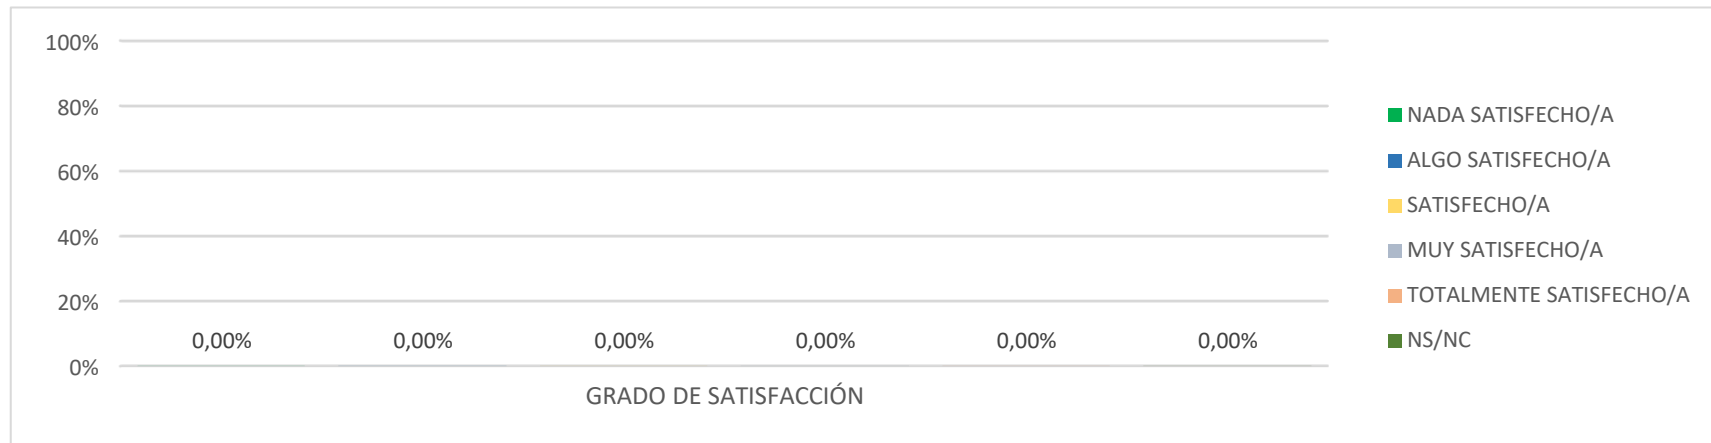 100%
80%
60%
40%
20%
0%
0,00% 0,00% 0,00% 0,00% 0,00% 0,00%
GRADO DE SATISFACCIÓN
NADA SATISFECHO/A
ALGO SATISFECHO/A
SATISFECHO/A
MUY SATISFECHO/A
TOTALMENTE SATISFECHO/A
NS/NC